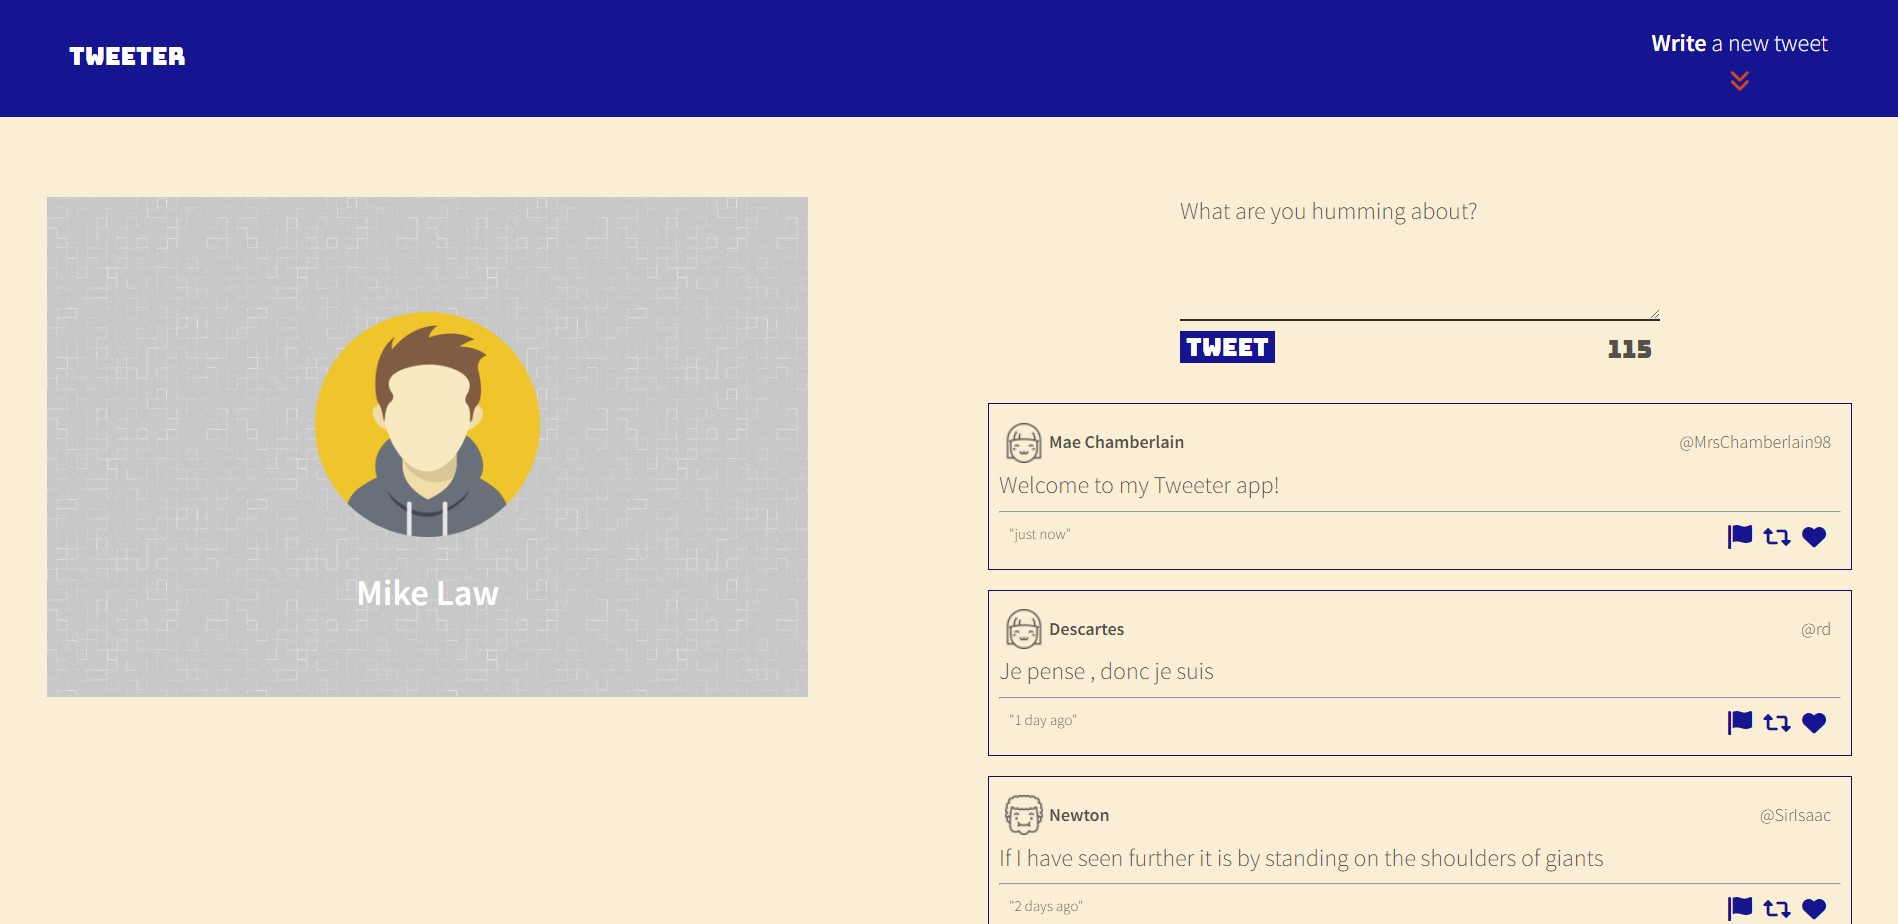 TWEETER
Write a new tweet
Mike Law
What are you humming about?
TWEET
115
Mae Chamberlain
@MrsChamberlain98
Welcome to my Tweeter app!
"just now"
Descartes
@rd
Je pense , donc je suis
"1 day ago"
Newton
@SirIsaac
If I have seen further it is by standing on the shoulders of giants
"2 days ago"